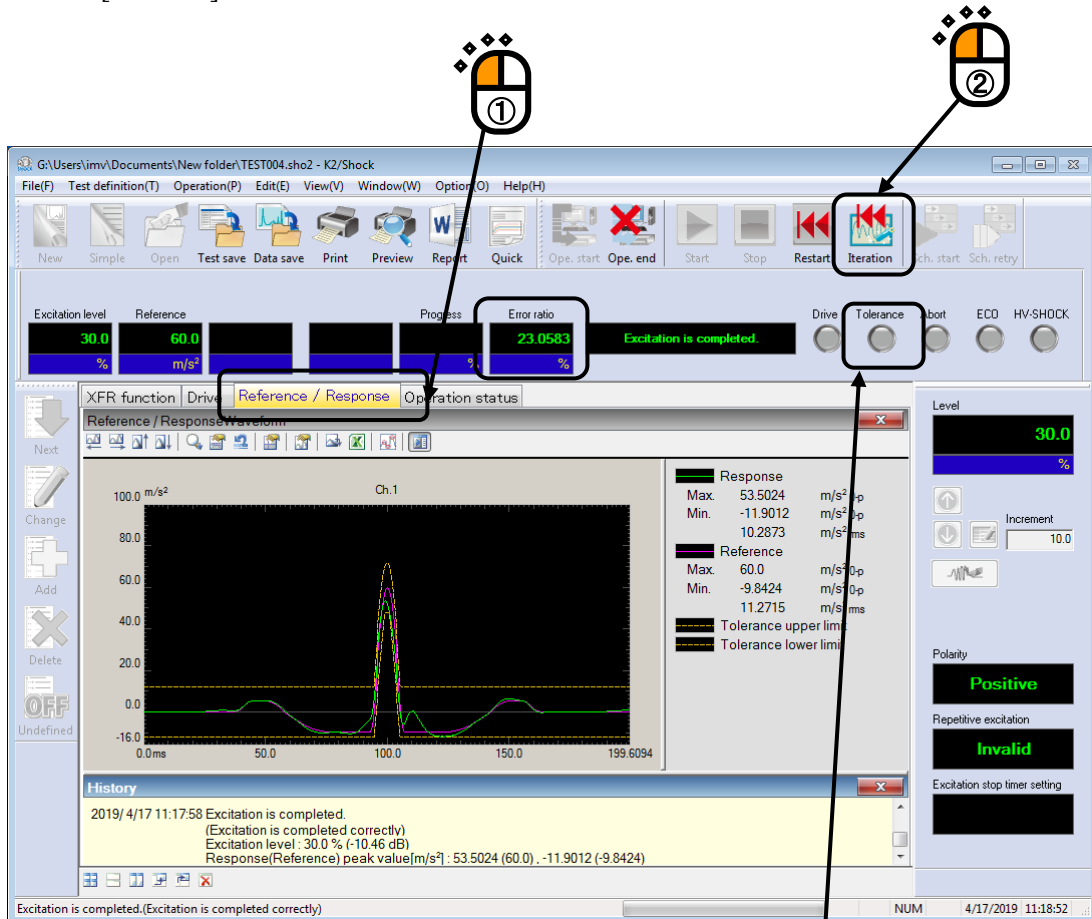 ②
①
G:\Users\imv\Documents\New folder\TEST004.sho2 - K2/Shock
File(F) Test definition(T) Operation(P) Edit(E) View(V) Window(W) Option(O) Help(H)
New Simple Open Test save Data save Print Preview Report Quick Ope. start Ope. end Start Stop Restart Iteration Sch. start Sch. retry
Excitation level Reference Progress Error ratio Drive Tolerance Abort ECO HV-SHOCK
30.0 60.0 23.0583 Excitation is completed.
% m/s² % %
XFR function Drive Reference / Response Operation status
Reference / Response Waveform
Next
Change
Add
Delete
OFF
Undefined
100.0 m/s² Ch.1
80.0
60.0
40.0
20.0
0.0
-16.0
0.0ms 50.0 100.0 150.0 199.6094
Response
Max. 53.5024 m/s² 0-p
Min. -11.9012 m/s² 0-p
10.2873 m/s² rms
Reference
Max. 60.0 m/s² 0-p
Min. -9.8424 m/s² 0-p
11.2715 m/s² rms
Tolerance upper limit
Tolerance lower limit
Level
30.0
%
Increment
10.0
Polarity
Positive
Repetitive excitation
Invalid
Excitation stop timer setting
History
2019/ 4/17 11:17:58 Excitation is completed.
(Excitation is completed correctly)
Excitation level : 30.0 % (-10.46 dB)
Response(Reference) peak value[m/s²] : 53.5024 (60.0) , -11.9012 (-9.8424)
Excitation is completed.(Excitation is completed correctly) NUM 4/17/2019 11:18:52